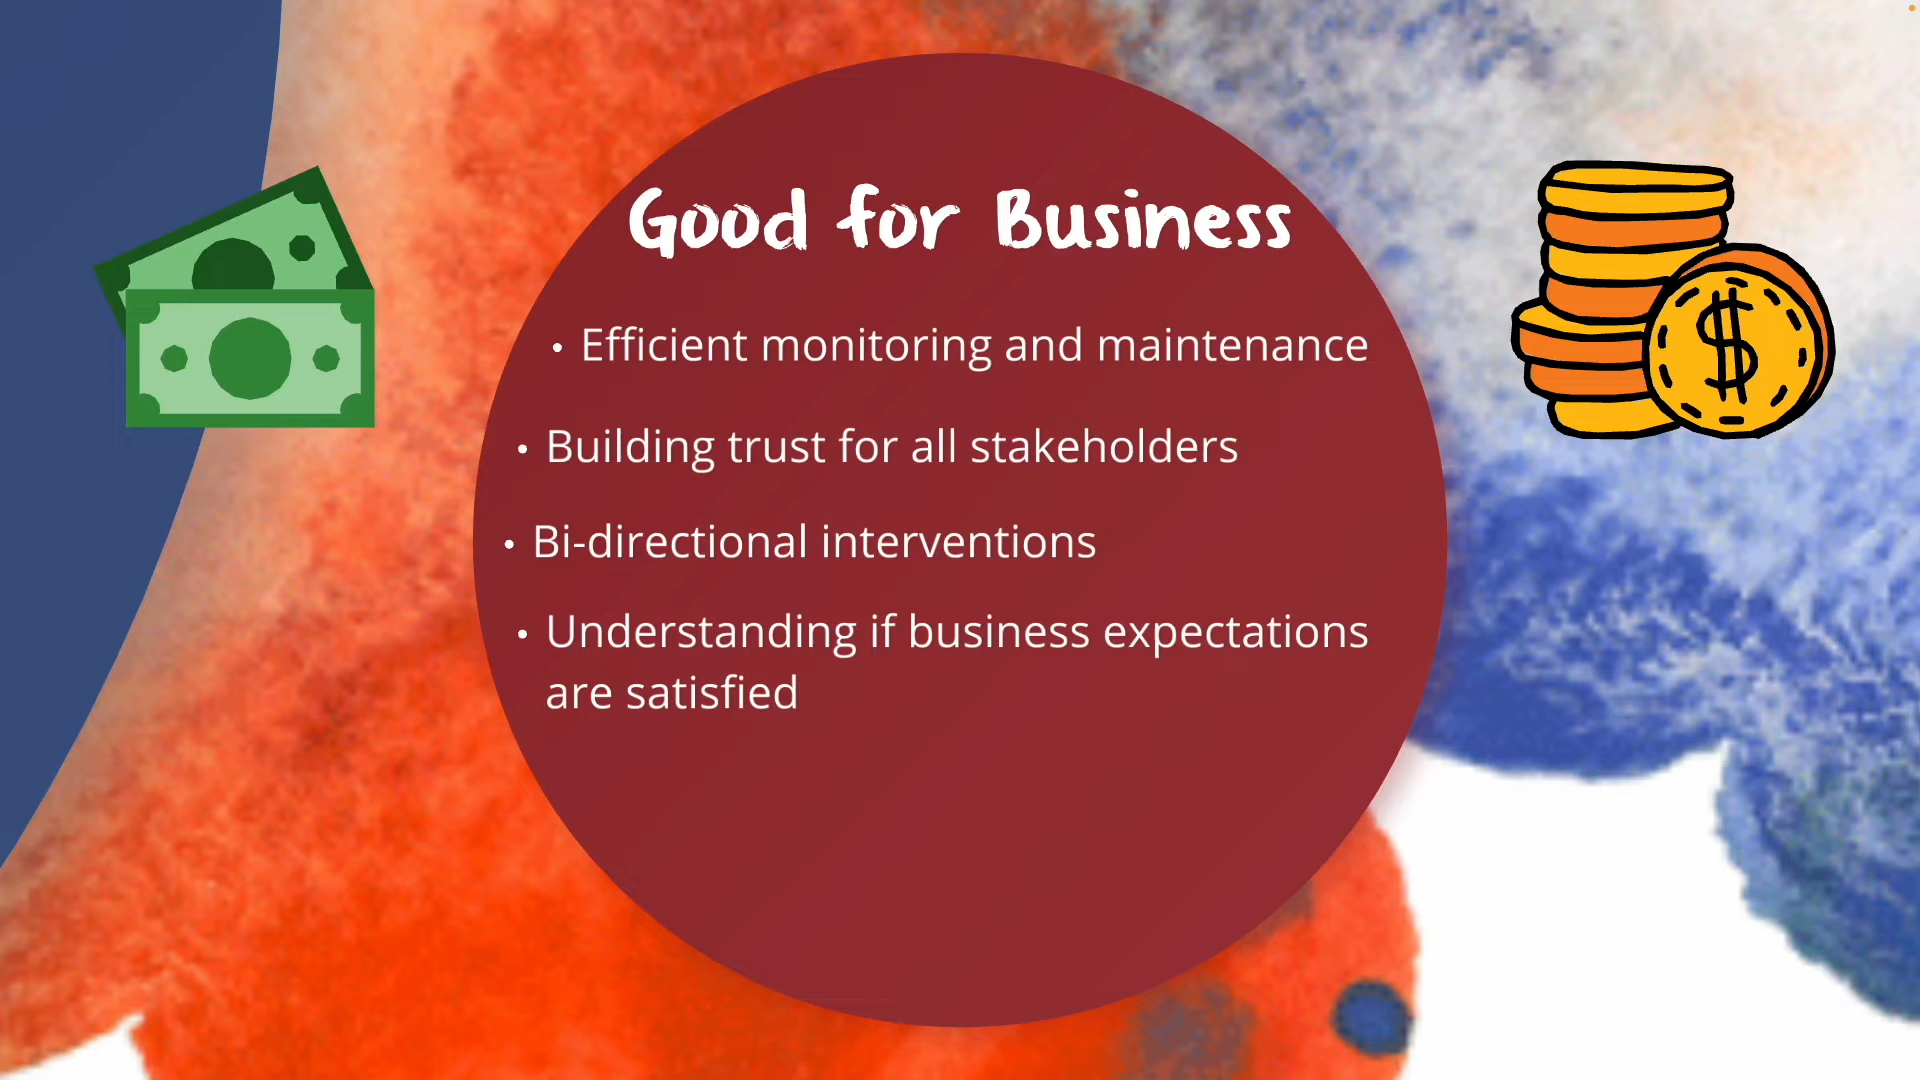 Good for Business
• Efficient monitoring and maintenance
• Building trust for all stakeholders
• Bi-directional interventions
• Understanding if business expectations
are satisfied
$